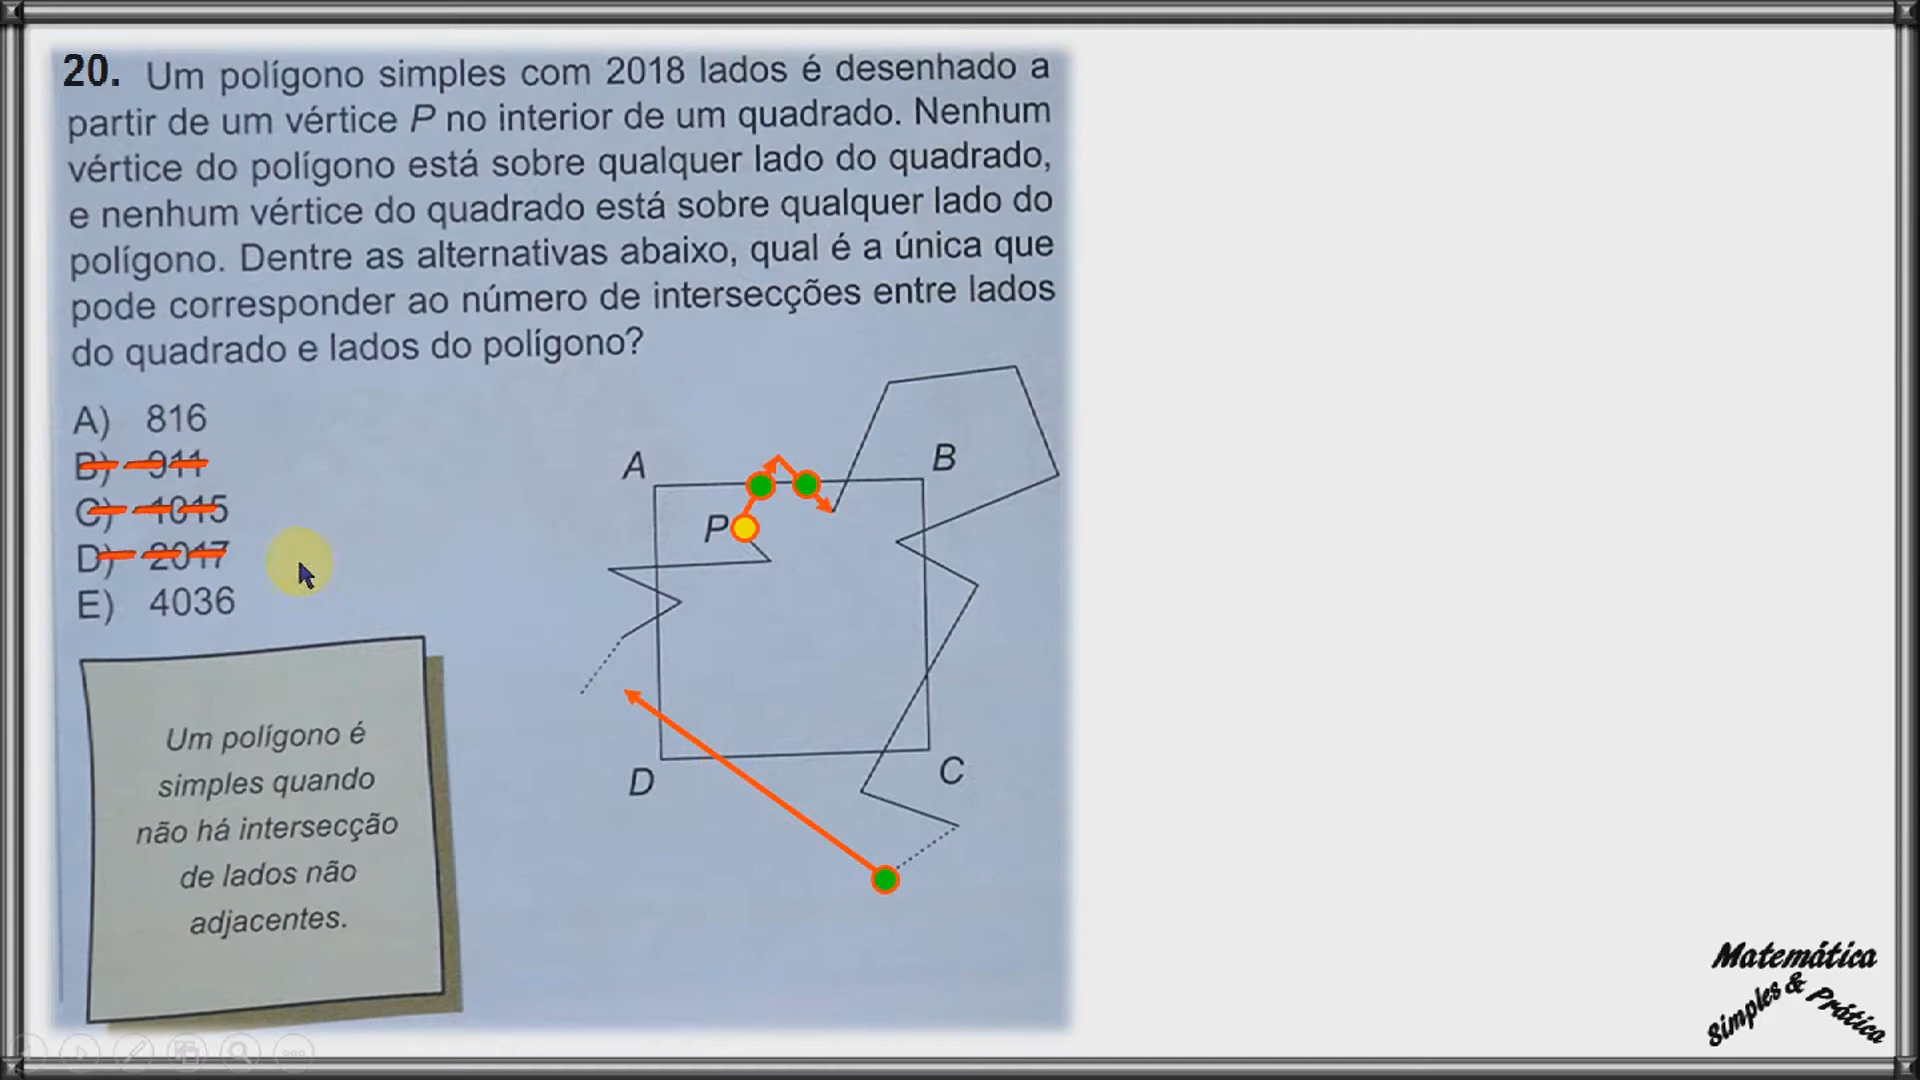 20. Um polígono simples com 2018 lados é desenhado a
partir de um vértice P no interior de um quadrado. Nenhum
vértice do polígono está sobre qualquer lado do quadrado,
e nenhum vértice do quadrado está sobre qualquer lado do
polígono. Dentre as alternativas abaixo, qual é a única que
pode corresponder ao número de intersecções entre lados
do quadrado e lados do polígono?
A) 816
B) 911
C) 1015
D) 2017
E) 4036
A
B
P
D
C
Um polígono é
simples quando
não há intersecção
de lados não
adjacentes.
Matemática
Simples & Prática